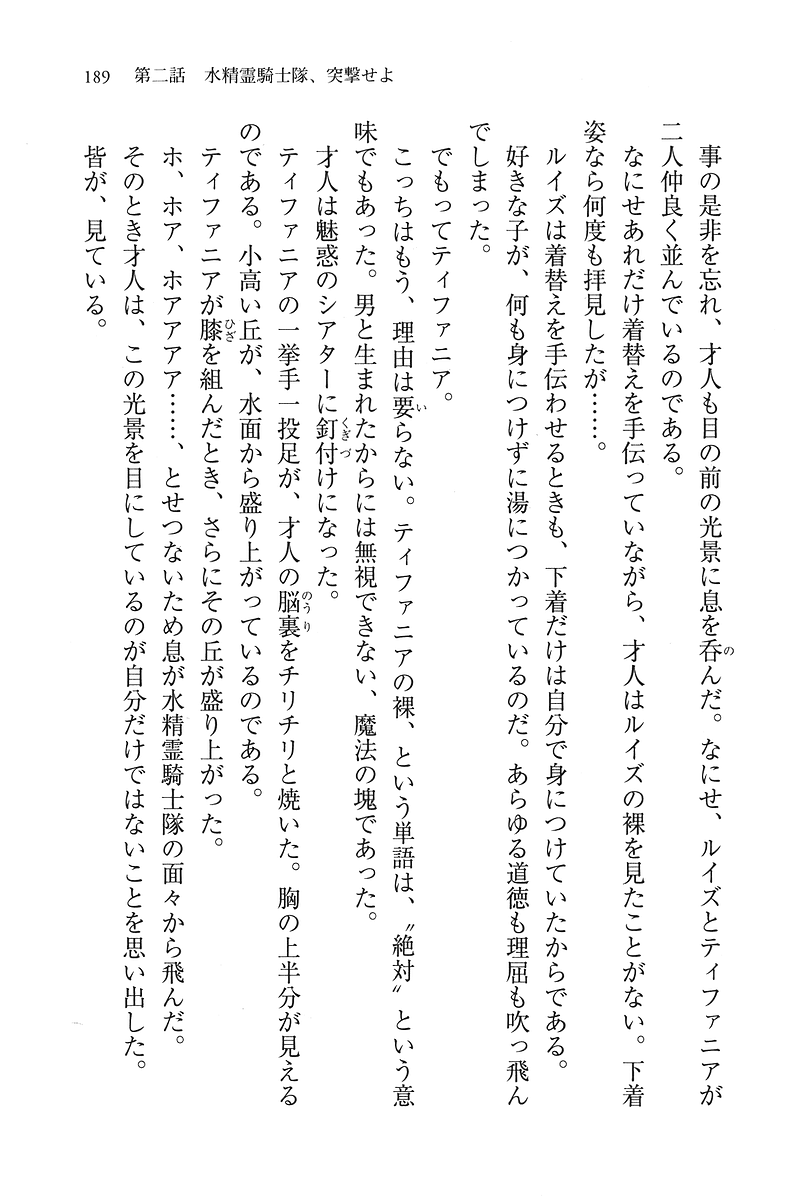 189 第二話 水精霊騎士隊、突撃せよ
事の是非を忘れ、才人も目の前の光景に息を呑んだ。なにせ、ルイズとティファニアが
二人仲良く並んでいるのである。
なにせあれだけ着替えを手伝っていながら、才人はルイズの裸を見たことがない。下着
姿なら何度も拝見したが……。
ルイズは着替えを手伝わせるときも、下着だけは自分で身につけていたからである。
好きな子が、何も身につけずに湯につかっているのだ。あらゆる道徳も理屈も吹っ飛ん
でしまった。
でもってティファニア。
こっちはもう、理由は要らない。ティファニアの裸、という単語は、〝絶対〟という意
味でもあった。男と生まれたからには無視できない、魔法の塊であった。
才人は魅惑のシアターに釘付けになった。
ティファニアの一挙手一投足が、才人の脳裏をチリチリと焼いた。胸の上半分が見える
のである。小高い丘が、水面から盛り上がっているのである。
ティファニアが膝を組んだとき、さらにその丘が盛り上がった。
ホ、ホア、ホアアアア……、とせつないため息が水精霊騎士隊の面々から飛んだ。
そのとき才人は、この光景を目にしているのが自分だけではないことを思い出した。
皆が、見ている。